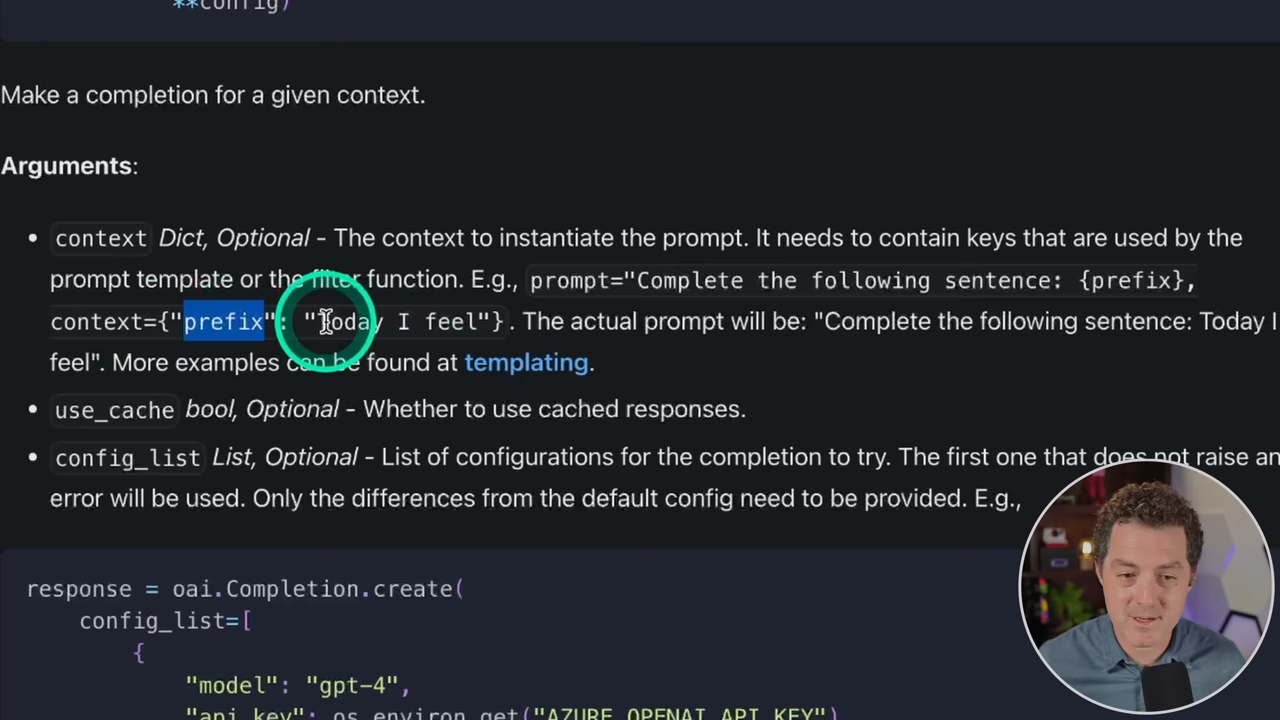 **config)
Make a completion for a given context.
Arguments:
context Dict, Optional - The context to instantiate the prompt. It needs to contain keys that are used by the
prompt template or the filter function. E.g., prompt="Complete the following sentence: {prefix},
context={"prefix": "Today I feel"}. The actual prompt will be: "Complete the following sentence: Today I
feel". More examples can be found at templating.
use_cache bool, Optional - Whether to use cached responses.
config_list List, Optional - List of configurations for the completion to try. The first one that does not raise an
error will be used. Only the differences from the default config need to be provided. E.g.,
response = oai.Completion.create(
config_list=[
{
"model": "gpt-4",
"api_key": os.environ.get("AZURE_OPENAI_API_KEY")